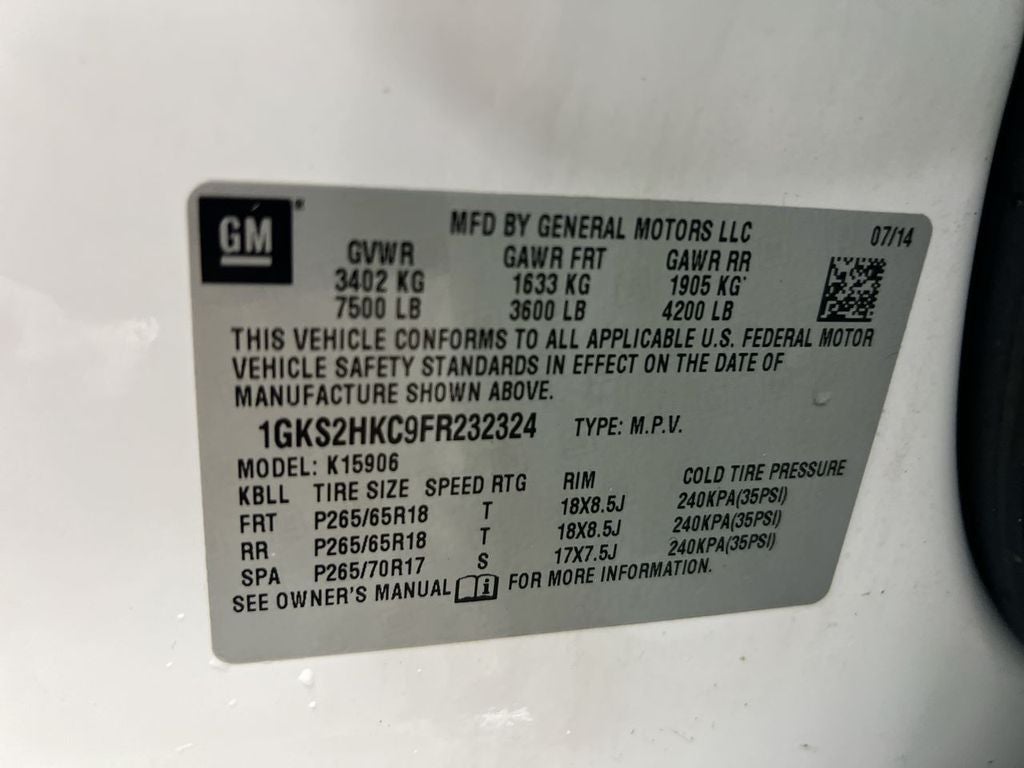 GM®
MFD BY GENERAL MOTORS LLC 07/14
GVWR GAWR FRT GAWR RR
3402 KG 1633 KG 1905 KG
7500 LB 3600 LB 4200 LB
THIS VEHICLE CONFORMS TO ALL APPLICABLE U.S. FEDERAL MOTOR
VEHICLE SAFETY STANDARDS IN EFFECT ON THE DATE OF
MANUFACTURE SHOWN ABOVE.
1GKS2HKC9FR232324 TYPE: M.P.V.
MODEL: K15906
KBLL TIRE SIZE SPEED RTG RIM COLD TIRE PRESSURE
FRT P265/65R18 T 18X8.5J 240KPA(35PSI)
RR P265/65R18 T 18X8.5J 240KPA(35PSI)
SPA P265/70R17 S 17X7.5J 240KPA(35PSI)
SEE OWNER'S MANUAL i FOR MORE INFORMATION.